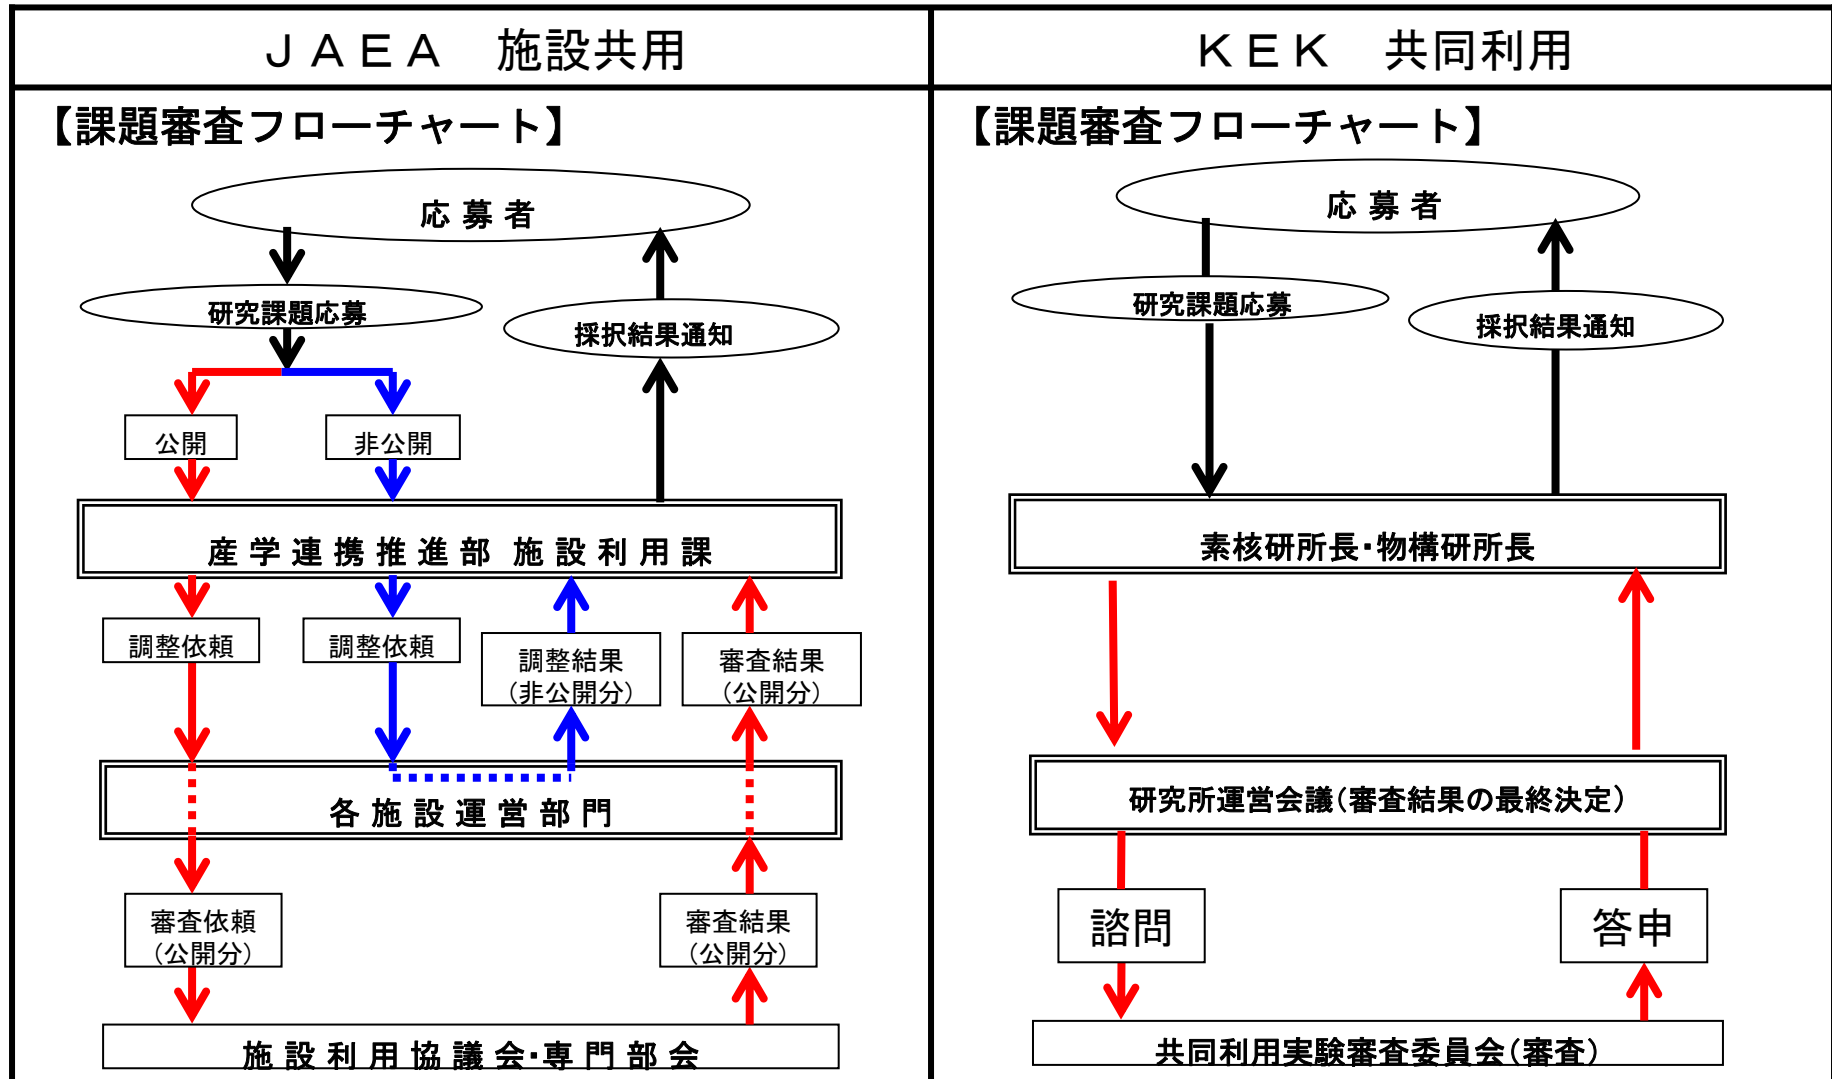 ＪＡＥＡ　施設共用
【課題審査フローチャート】
応募者
研究課題応募
採択結果通知
公開
非公開
産学連携推進部 施設利用課
調整依頼
調整依頼
調整結果
（非公開分）
審査結果
（公開分）
各施設運営部門
審査依頼
（公開分）
審査結果
（公開分）
施設利用協議会・専門部会
ＫＥＫ　共同利用
【課題審査フローチャート】
応募者
研究課題応募
採択結果通知
素核研所長・物構研所長
研究所運営会議（審査結果の最終決定）
諮問
答申
共同利用実験審査委員会（審査）